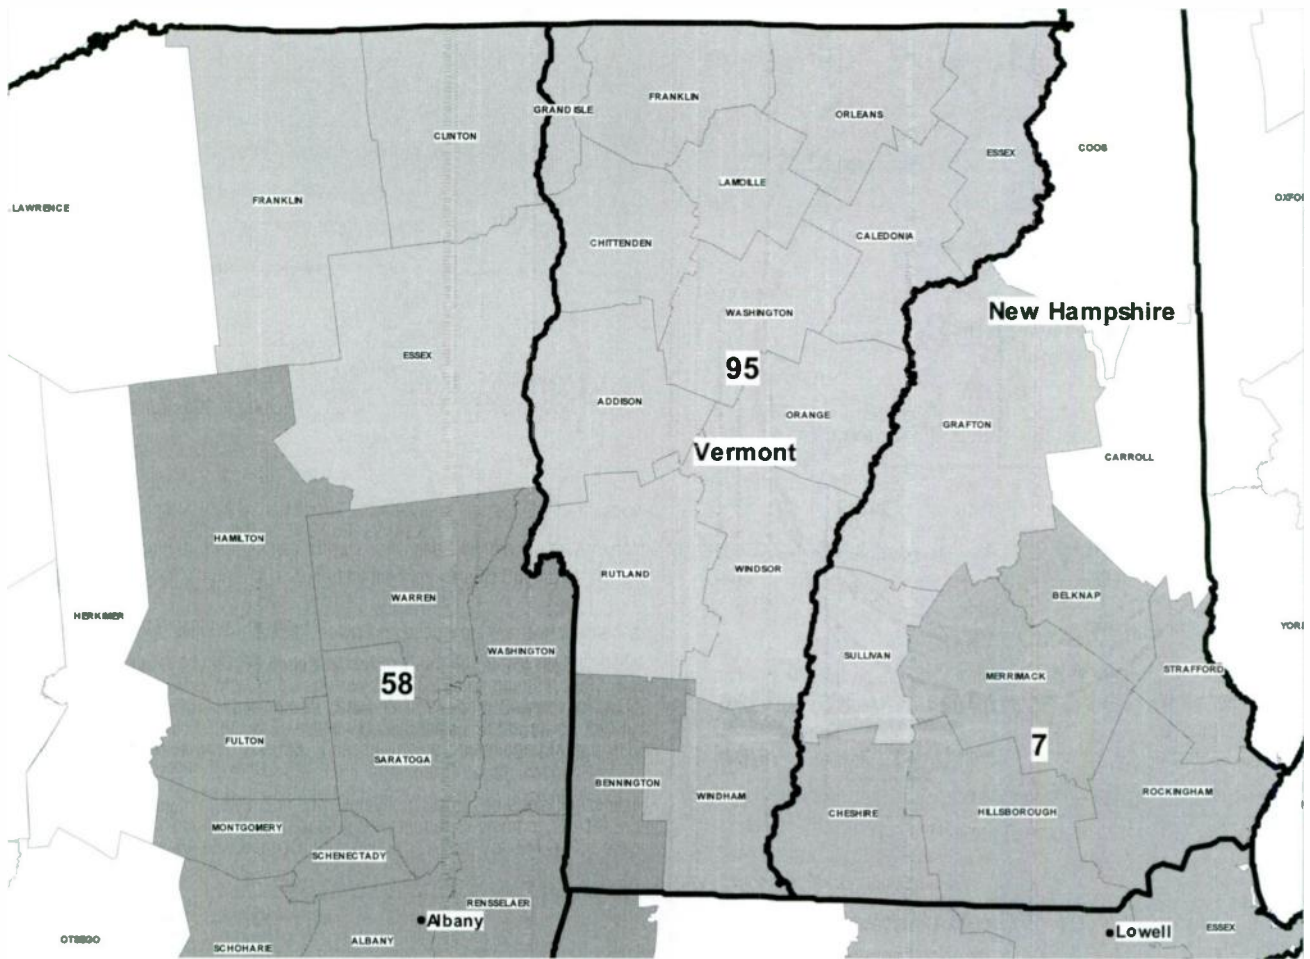 FRANKLIN
GRAND ISLE
ORLEANS
CLINTON
COOS
ESSEX
LAMOILLE
FRANKLIN
LAWRENCE
OXFO
CALEDONIA
CHITTENDEN
New Hampshire
WASHINGTON
ESSEX
95
ADDISON
ORANGE
GRAFTON
Vermont
CARROLL
HAMILTON
WINDSOR
RUTLAND
BELKNAP
WARREN
HERKIMER
YORK
WASHINGTON
SULLIVAN
STRAFFORD
MERRIMACK
58
FULTON
7
SARATOGA
BENNINGTON
ROCKINGHAM
WINDHAM
CHESHIRE
HILLSBOROUGH
MONTGOMERY
SCHENECTADY
RENSSELAER
Albany
ESSEX
Lowell
OTSEGO
ALBANY
SCHOHARIE